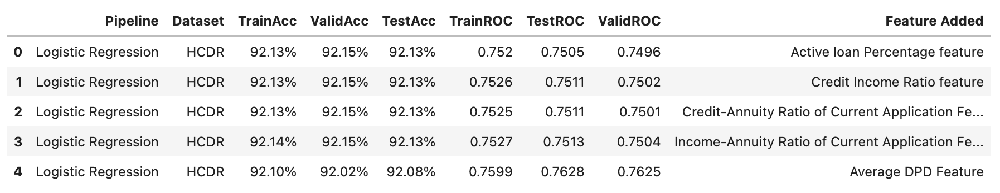 Pipeline Dataset TrainAcc ValidAcc TestAcc TrainROC TestROC ValidROC Feature Added
0 Logistic Regression HCDR 92.13% 92.15% 92.13% 0.752 0.7505 0.7496 Active loan Percentage feature
1 Logistic Regression HCDR 92.13% 92.15% 92.13% 0.7526 0.7511 0.7502 Credit Income Ratio feature
2 Logistic Regression HCDR 92.13% 92.15% 92.13% 0.7525 0.7511 0.7501 Credit-Annuity Ratio of Current Application Fe...
3 Logistic Regression HCDR 92.14% 92.15% 92.13% 0.7527 0.7513 0.7504 Income-Annuity Ratio of Current Application Fe...
4 Logistic Regression HCDR 92.10% 92.02% 92.08% 0.7599 0.7628 0.7625 Average DPD Feature